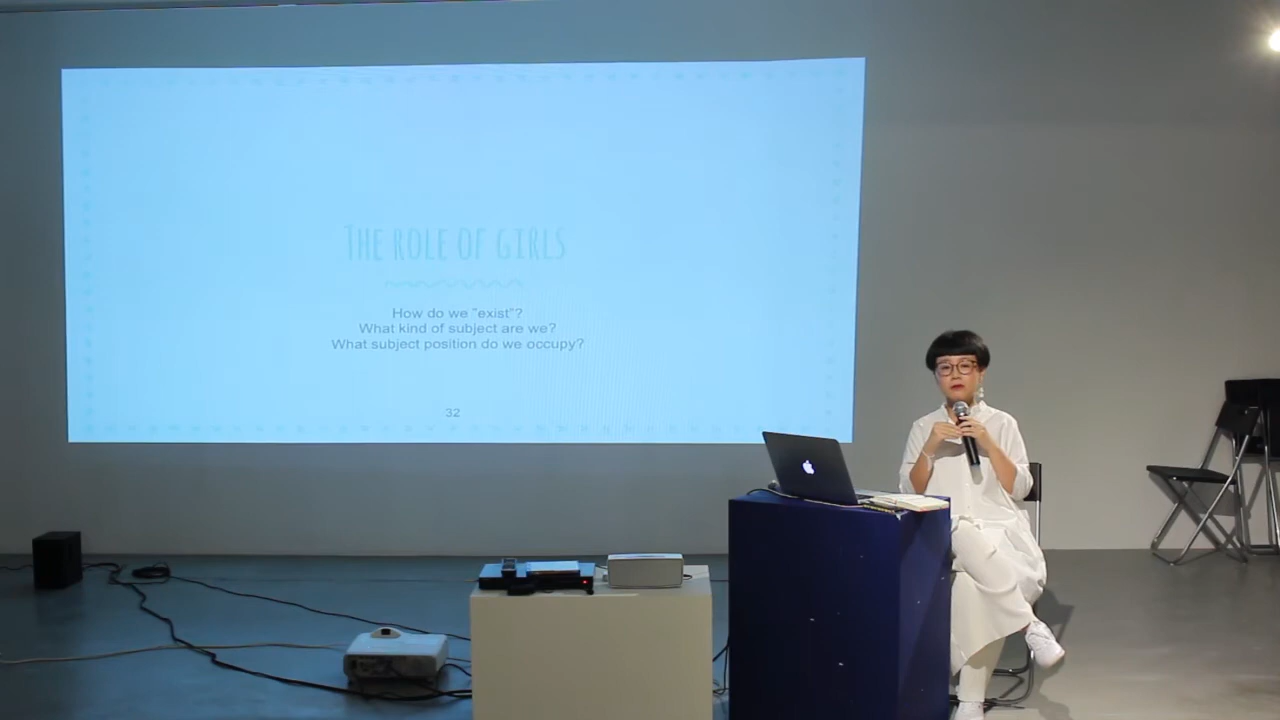 THE ROLE OF GIRLS
How do we "exist"?
What kind of subject are we?
What subject position do we occupy?
32